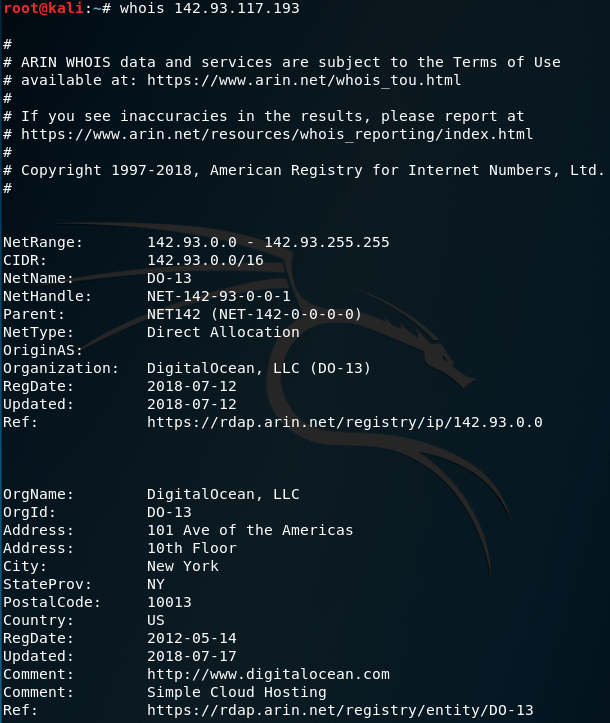 root@kali:~# whois 142.93.117.193
#
# ARIN WHOIS data and services are subject to the Terms of Use
# available at: https://www.arin.net/whois_tou.html
#
# If you see inaccuracies in the results, please report at
# https://www.arin.net/resources/whois_reporting/index.html
#
# Copyright 1997-2018, American Registry for Internet Numbers, Ltd.
#
NetRange:       142.93.0.0 - 142.93.255.255
CIDR:           142.93.0.0/16
NetName:        DO-13
NetHandle:      NET-142-93-0-0-1
Parent:         NET142 (NET-142-0-0-0-0)
NetType:        Direct Allocation
OriginAS:
Organization:   DigitalOcean, LLC (DO-13)
RegDate:        2018-07-12
Updated:        2018-07-12
Ref:            https://rdap.arin.net/registry/ip/142.93.0.0
OrgName:        DigitalOcean, LLC
OrgId:          DO-13
Address:        101 Ave of the Americas
Address:        10th Floor
City:           New York
StateProv:      NY
PostalCode:     10013
Country:        US
RegDate:        2012-05-14
Updated:        2018-07-17
Comment:        http://www.digitalocean.com
Comment:        Simple Cloud Hosting
Ref:            https://rdap.arin.net/registry/entity/DO-13